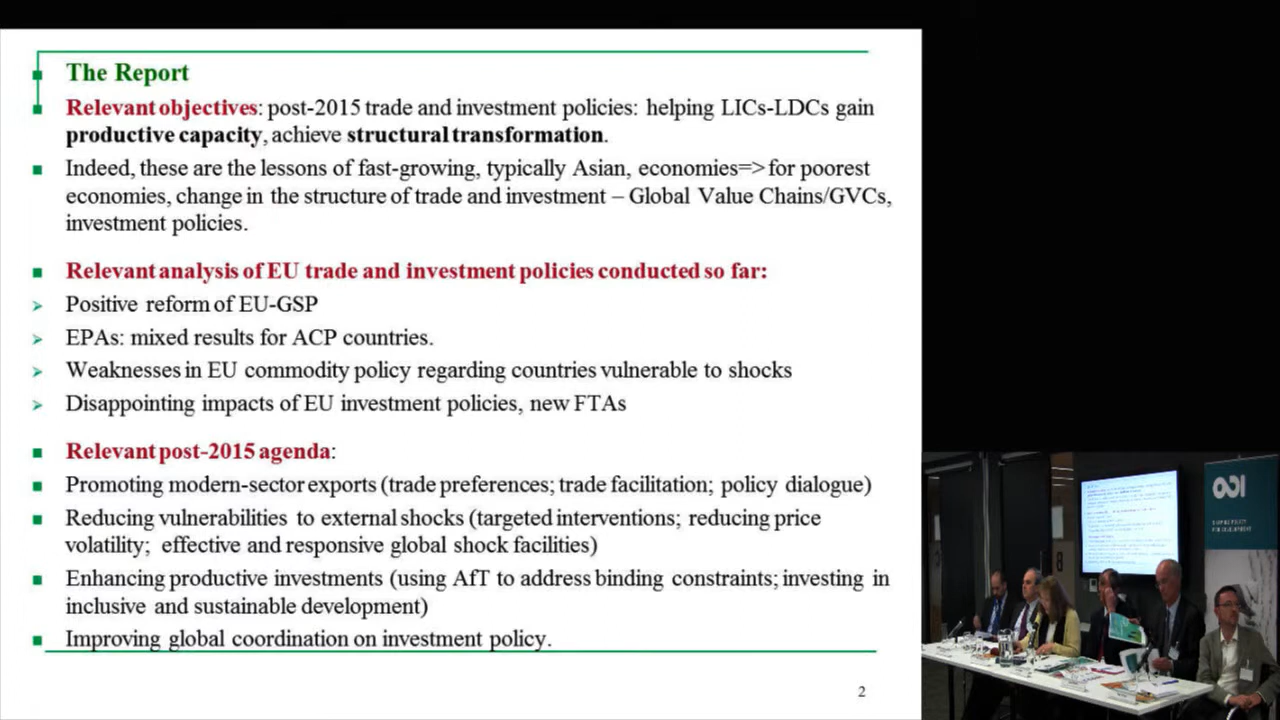 The Report
Relevant objectives: post-2015 trade and investment policies: helping LICs-LDCs gain
productive capacity, achieve structural transformation.
Indeed, these are the lessons of fast-growing, typically Asian, economies=> for poorest
economies, change in the structure of trade and investment – Global Value Chains/GVCs,
investment policies.
Relevant analysis of EU trade and investment policies conducted so far:
Positive reform of EU-GSP
EPAs: mixed results for ACP countries.
Weaknesses in EU commodity policy regarding countries vulnerable to shocks
Disappointing impacts of EU investment policies, new FTAs
Relevant post-2015 agenda:
Promoting modern-sector exports (trade preferences; trade facilitation; policy dialogue)
Reducing vulnerabilities to external shocks (targeted interventions; reducing price
volatility; effective and responsive global shock facilities)
Enhancing productive investments (using AfT to address binding constraints; investing in
inclusive and sustainable development)
Improving global coordination on investment policy.
2